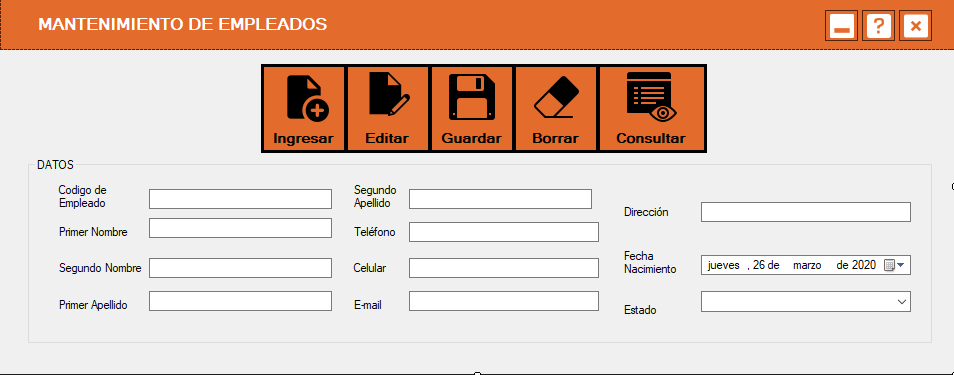 MANTENIMIENTO DE EMPLEADOS
?
Ingresar
Editar
Guardar
Borrar
Consultar
DATOS
Codigo de
Empleado
Primer Nombre
Segundo Nombre
Primer Apellido
Segundo
Apellido
Teléfono
Celular
E-mail
Dirección
Fecha
Nacimiento
jueves , 26 de marzo de 2020
Estado